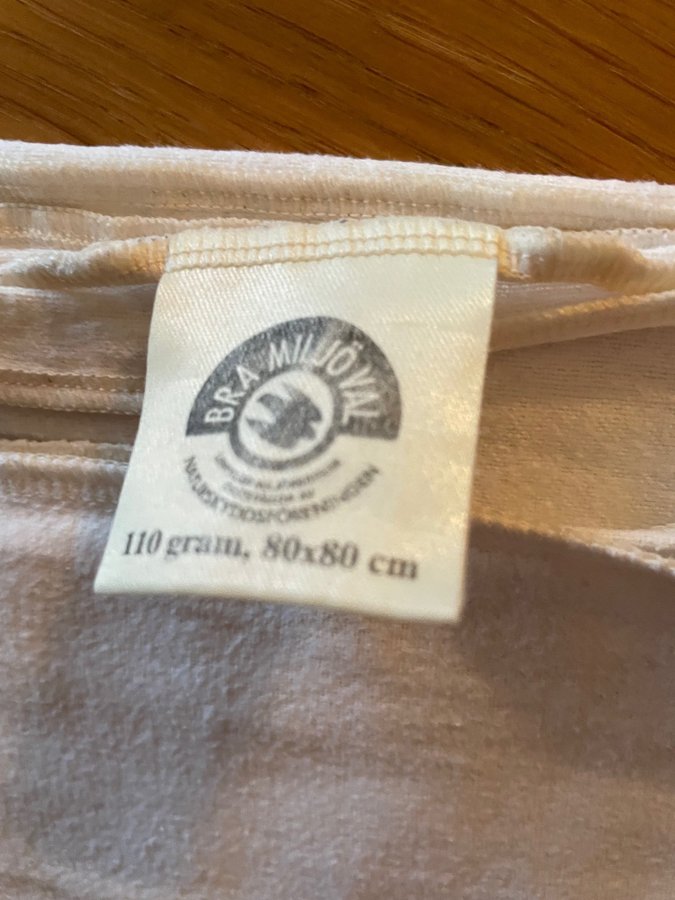 BRA MILJÖVAL
NATURSKYDDSFÖRENINGEN
110 gram, 80x80 cm